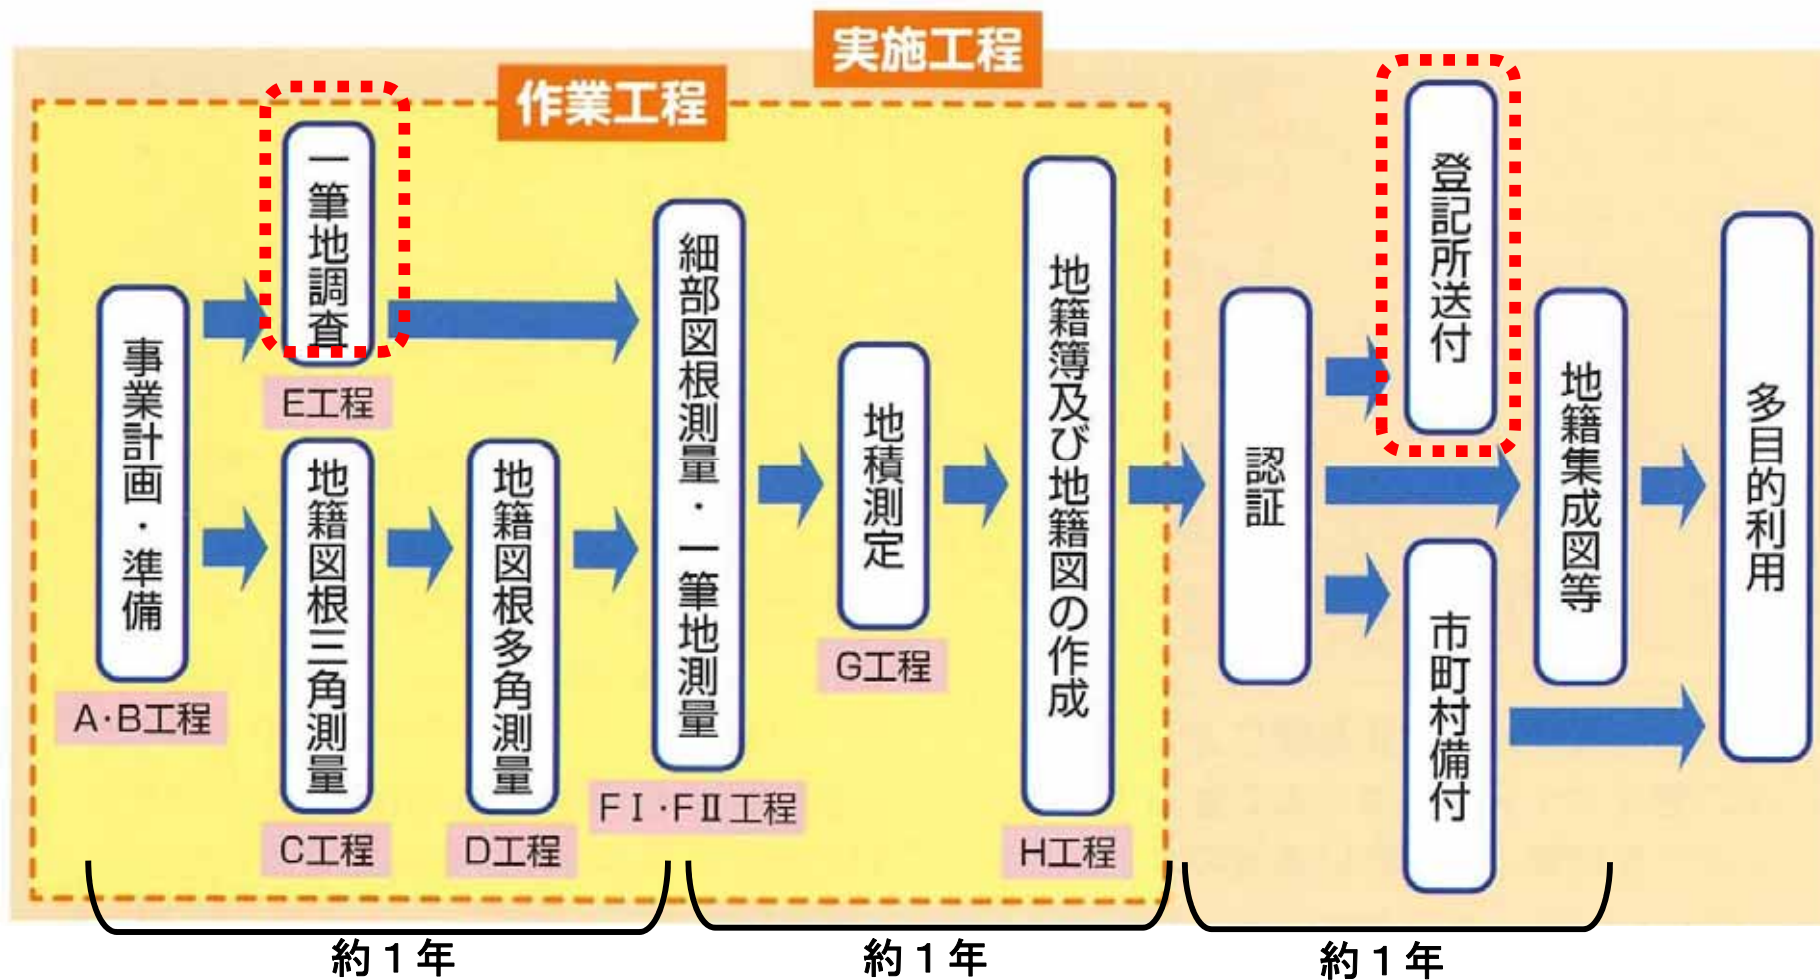 実施工程
作業工程
事業計画・準備
A・B工程
一筆地調査
E工程
地籍図根三角測量
C工程
地籍図根多角測量
D工程
細部図根測量・一筆地測量
FⅠ・FⅡ工程
地積測定
G工程
地籍簿及び地籍図の作成
H工程
認証
登記所送付
市町村備付
地籍集成図等
多目的利用
約１年
約１年
約１年